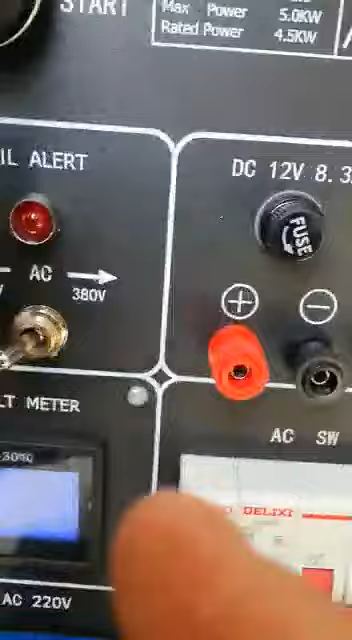 START
Max Power 5.0KW
Rated Power 4.5KW
IL ALERT
DC 12V 8.3
FUSE
AC
380V
+
−
LT METER
AC SW
DELIXI
AC 220V